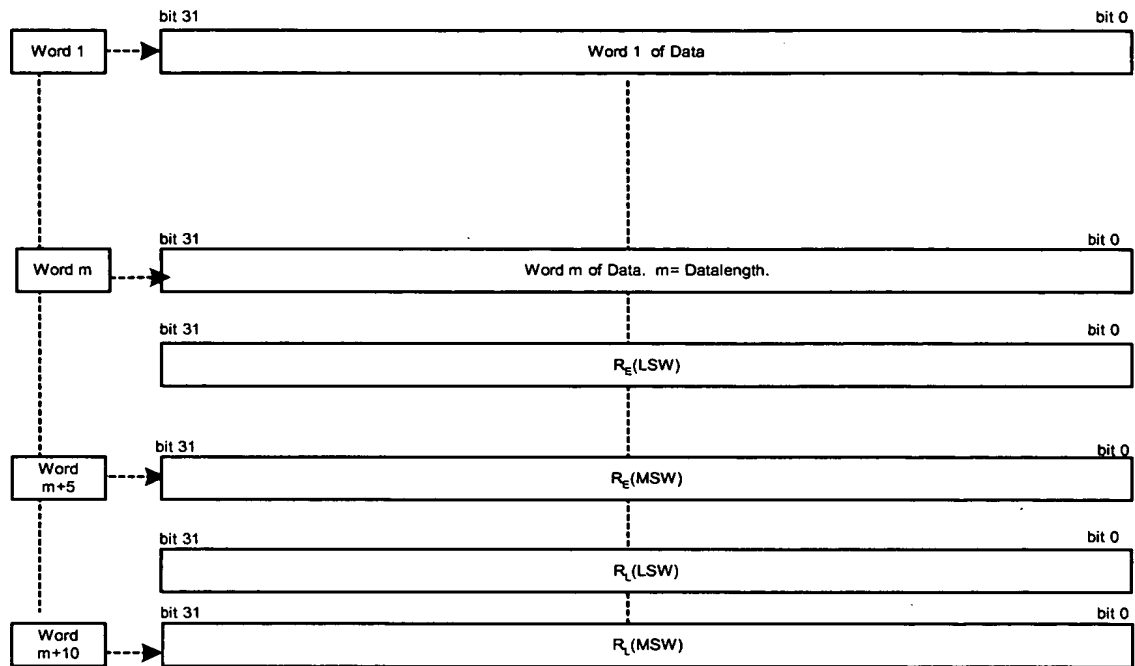 bit 31 bit 0
Word 1 Word 1 of Data
bit 31 bit 0
Word m Word m of Data. m= Datalength.
bit 31 bit 0
R_E(LSW)
bit 31 bit 0
Word
m+5 R_E(MSW)
bit 31 bit 0
R_L(LSW)
bit 31 bit 0
Word
m+10 R_L(MSW)